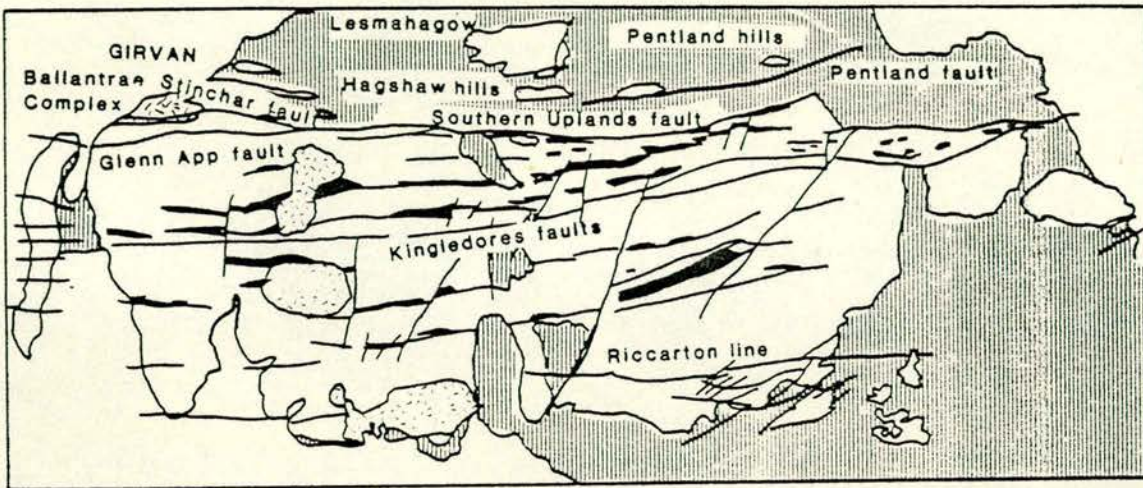 Lesmahagow
Pentland hills
GIRVAN
Ballantrae
Complex
Stinchar fault
Hagshaw hills
Pentland fault
Southern Uplands fault
Glenn App fault
Kingledores faults
Riccarton line